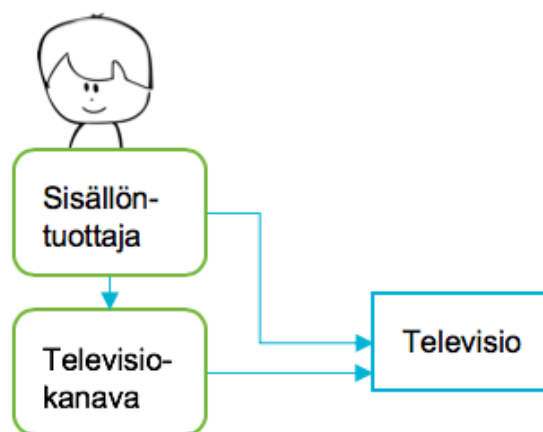 Sisällön-
tuottaja
Televisio-
kanava
Televisio